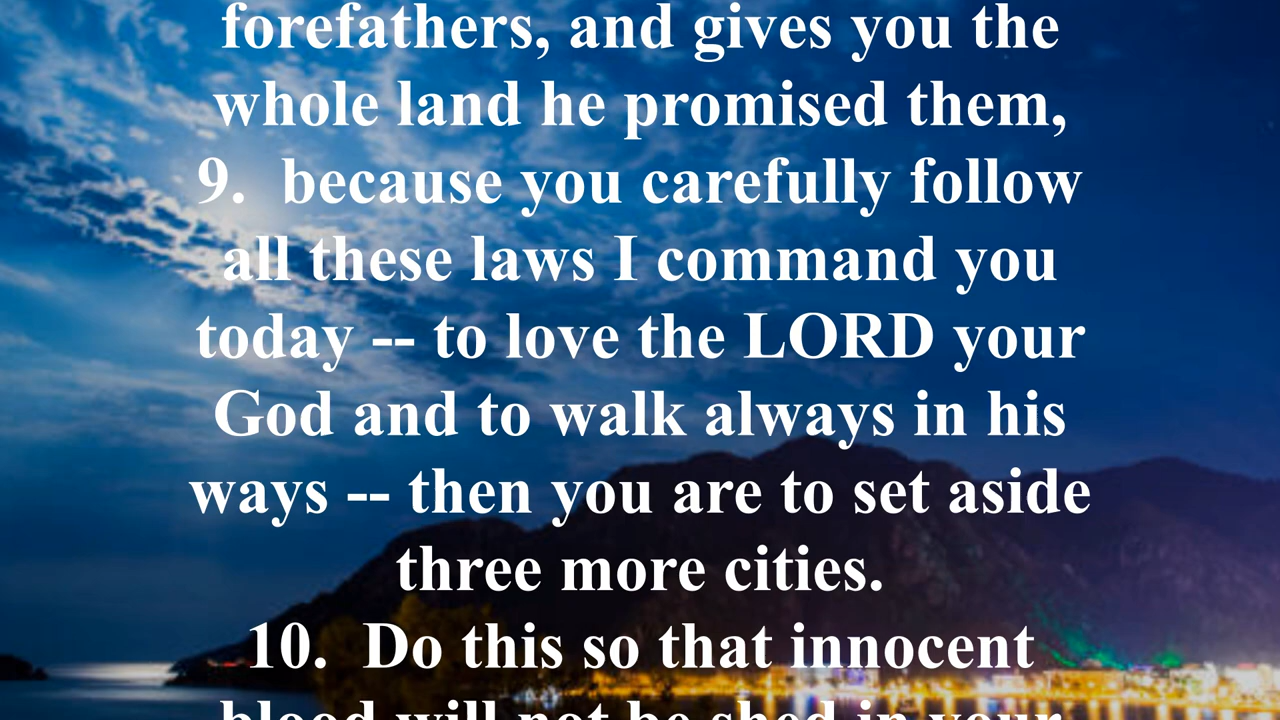 forefathers, and gives you the
whole land he promised them,
9.  because you carefully follow
all these laws I command you
today -- to love the LORD your
God and to walk always in his
ways -- then you are to set aside
three more cities.
10.  Do this so that innocent
blood will not be shed in your